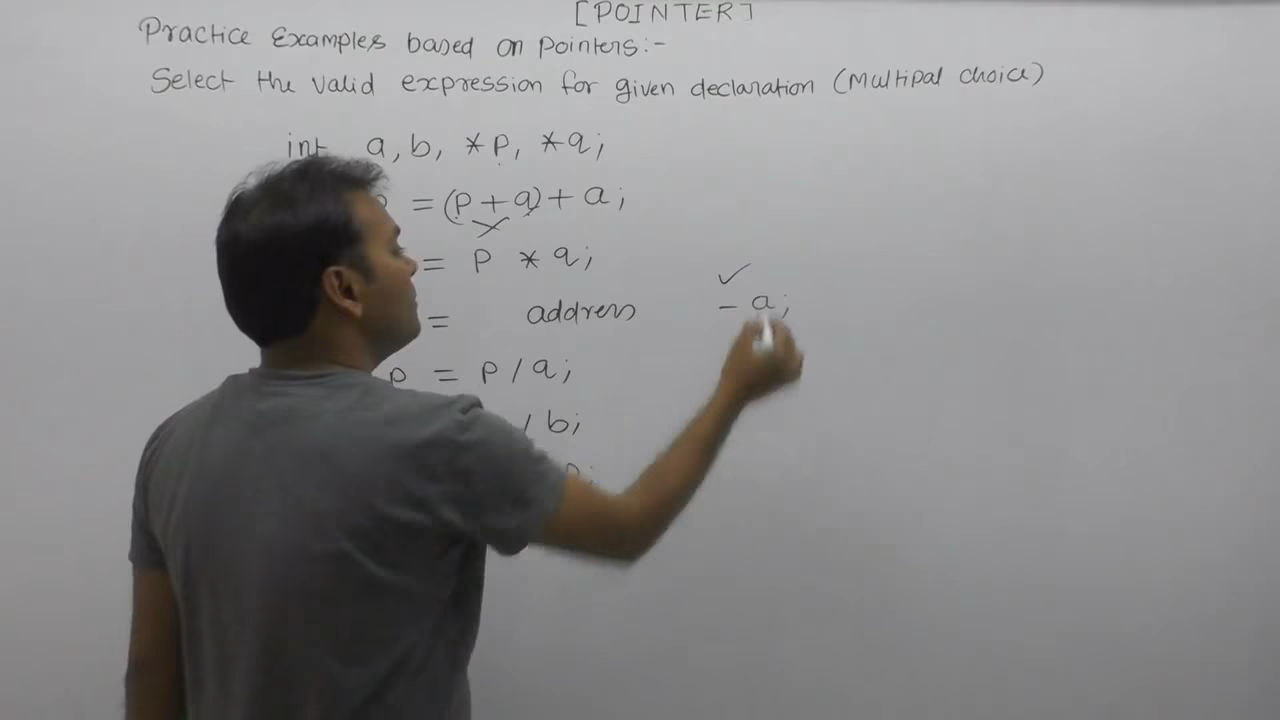 [POINTER]
Practice Examples based on Pointers:-
Select the valid expression for given declaration (Multipal choice)
int a, b, *p, *q;
= (p + q) + a;
= p * q;
= address - a;
p = p / a;
/ b;